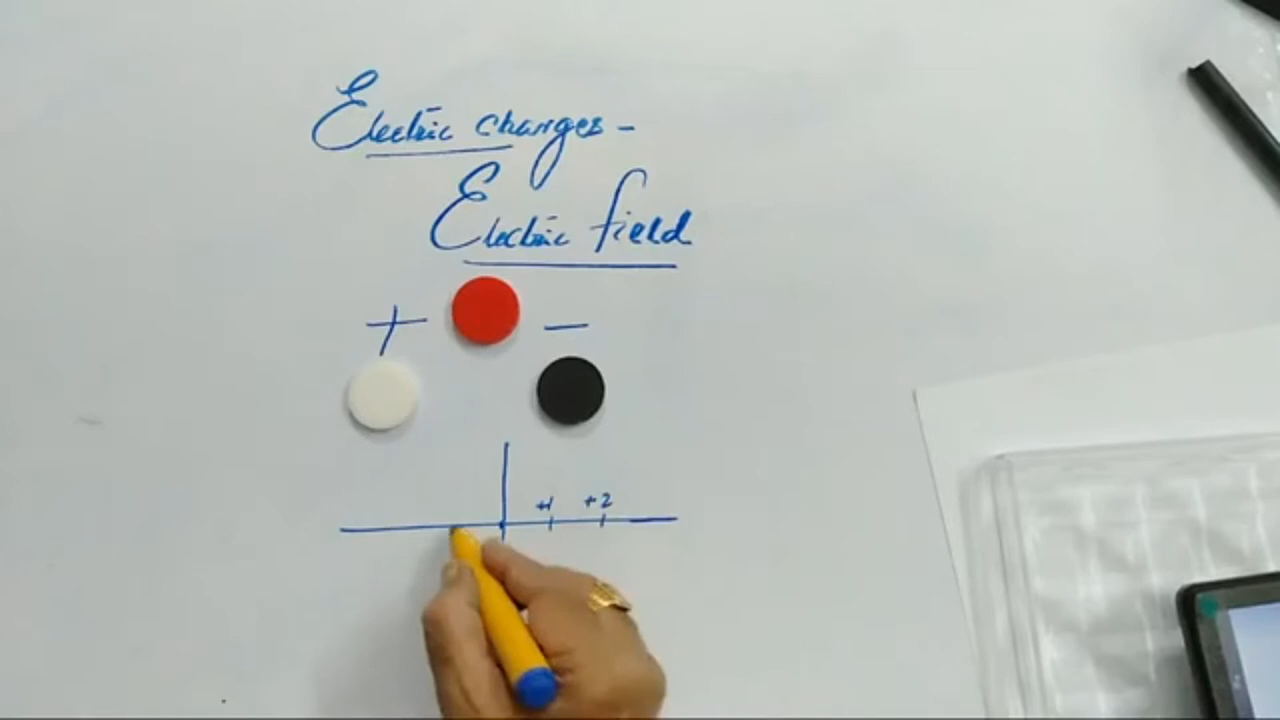 Electric charges -
Electric field
+ -
+1 +2